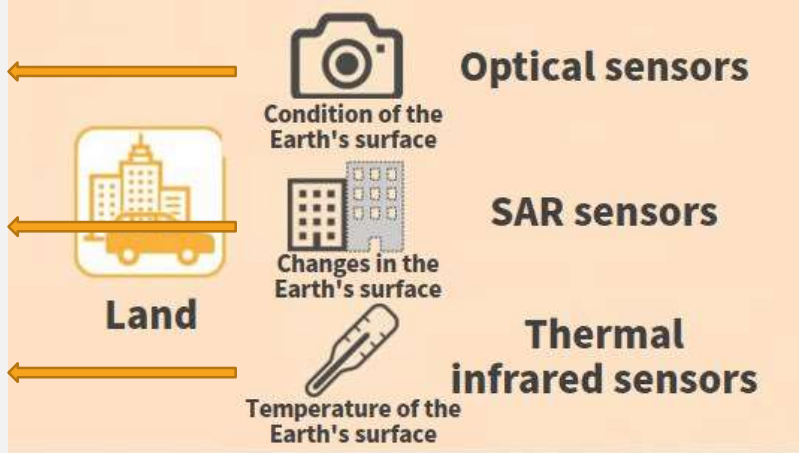 Optical sensors
Condition of the
Earth's surface
SAR sensors
Changes in the
Earth's surface
Land
Thermal
infrared sensors
Temperature of the
Earth's surface